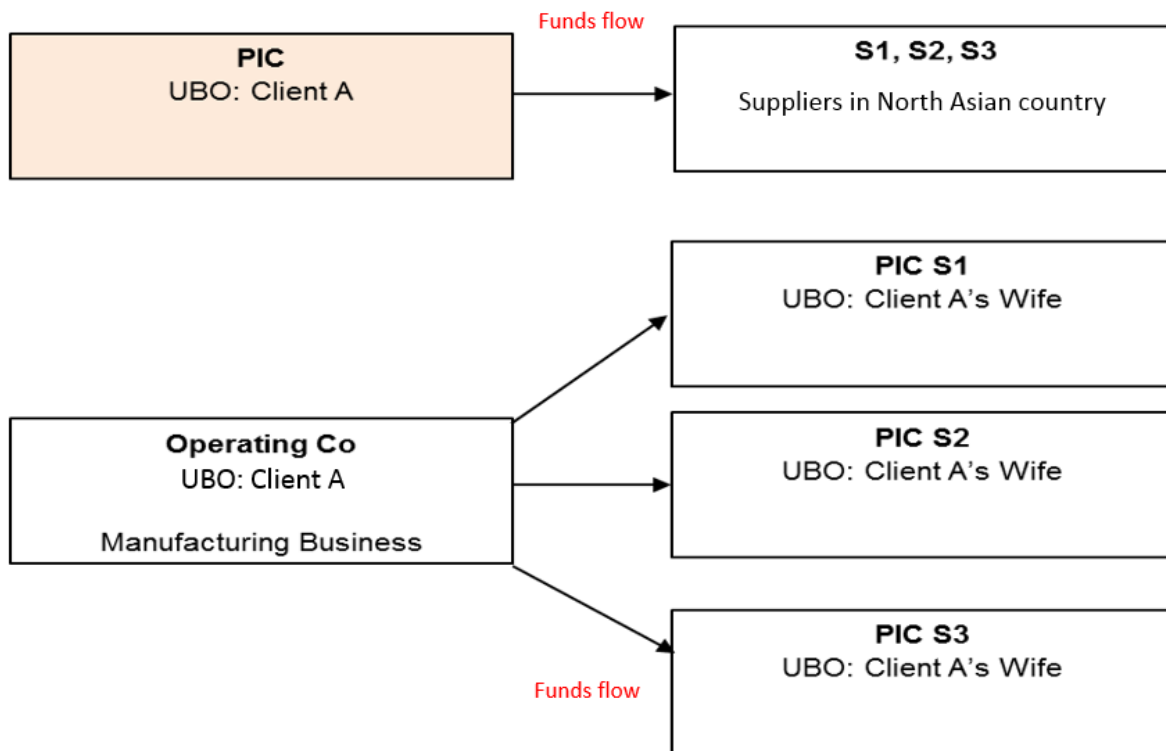 Funds flow
PIC
UBO: Client A
S1, S2, S3
Suppliers in North Asian country
PIC S1
UBO: Client A's Wife
Operating Co
UBO: Client A
Manufacturing Business
PIC S2
UBO: Client A's Wife
PIC S3
UBO: Client A's Wife
Funds flow